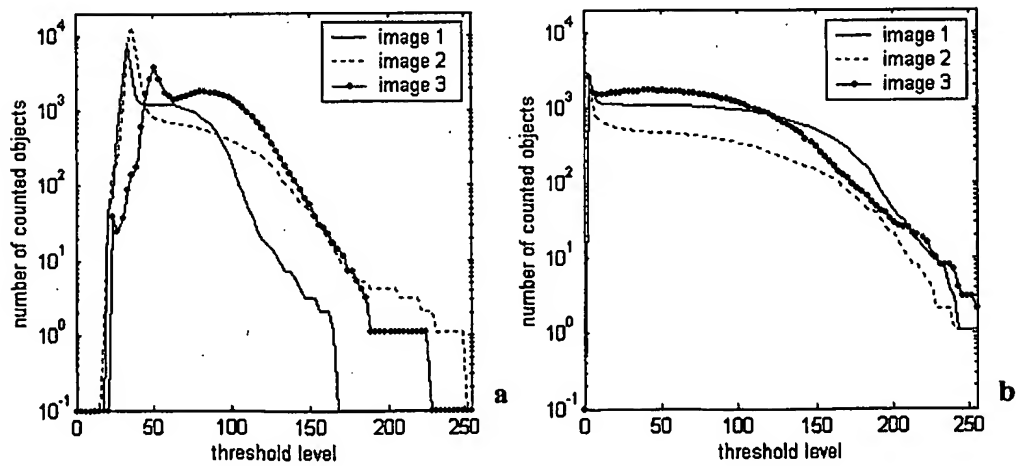 10^4
10^3
10^2
10^1
10^0
10^-1
number of counted objects
0 50 100 150 200 250
threshold level
image 1
image 2
image 3
a
10^4
10^3
10^2
10^1
10^0
10^-1
number of counted objects
0 50 100 150 200 250
threshold level
image 1
image 2
image 3
b